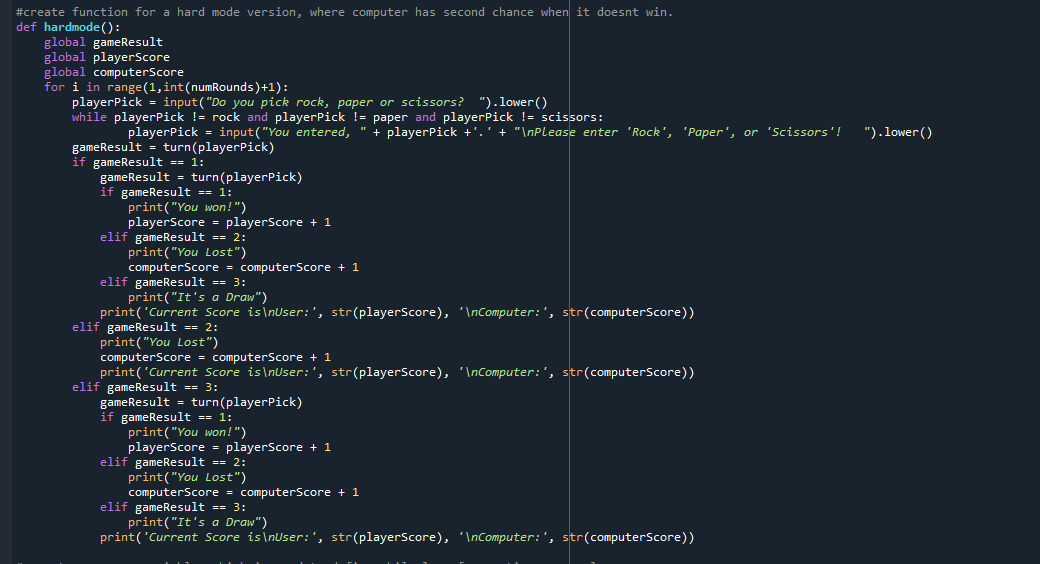 #create function for a hard mode version, where computer has second chance when it doesnt win.
def hardmode():
    global gameResult
    global playerScore
    global computerScore
    for i in range(1,int(numRounds)+1):
        playerPick = input("Do you pick rock, paper or scissors?  ").lower()
        while playerPick != rock and playerPick != paper and playerPick != scissors:
                playerPick = input("You entered, " + playerPick +'.' + "\nPlease enter 'Rock', 'Paper', or 'Scissors'!   ").lower()
        gameResult = turn(playerPick)
        if gameResult == 1:
            gameResult = turn(playerPick)
            if gameResult == 1:
                print("You won!")
                playerScore = playerScore + 1
            elif gameResult == 2:
                print("You Lost")
                computerScore = computerScore + 1
            elif gameResult == 3:
                print("It's a Draw")
            print('Current Score is\nUser:', str(playerScore), '\nComputer:', str(computerScore))
        elif gameResult == 2:
            print("You Lost")
            computerScore = computerScore + 1
            print('Current Score is\nUser:', str(playerScore), '\nComputer:', str(computerScore))
        elif gameResult == 3:
            gameResult = turn(playerPick)
            if gameResult == 1:
                print("You won!")
                playerScore = playerScore + 1
            elif gameResult == 2:
                print("You Lost")
                computerScore = computerScore + 1
            elif gameResult == 3:
                print("It's a Draw")
            print('Current Score is\nUser:', str(playerScore), '\nComputer:', str(computerScore))